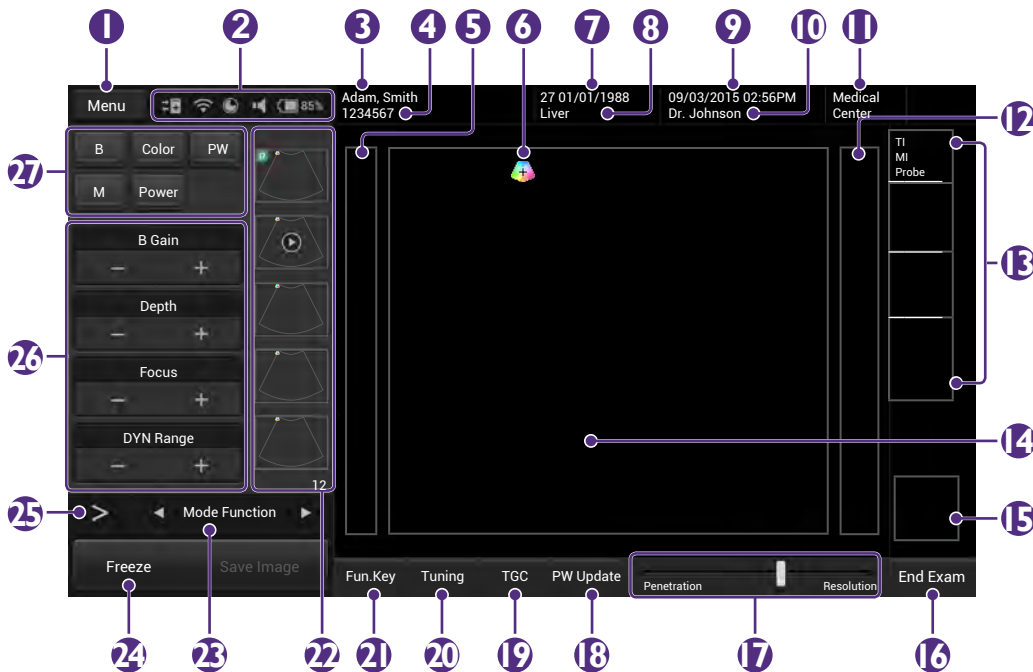 1 2 3 4 5 6 7 8 9 10 11
Menu
85%
Adam, Smith
1234567
27 01/01/1988
Liver
09/03/2015 02:56PM
Dr. Johnson
Medical
Center
12
27
B Color PW
M Power
TI
MI
Probe
13
B Gain
− +
26
Depth
− +
Focus
− +
DYN Range
− +
14
12
25
> ◄ Mode Function ►
15
Freeze Save Image
Fun.Key Tuning TGC PW Update
Penetration Resolution
End Exam
24 23 22 21 20 19 18 17 16